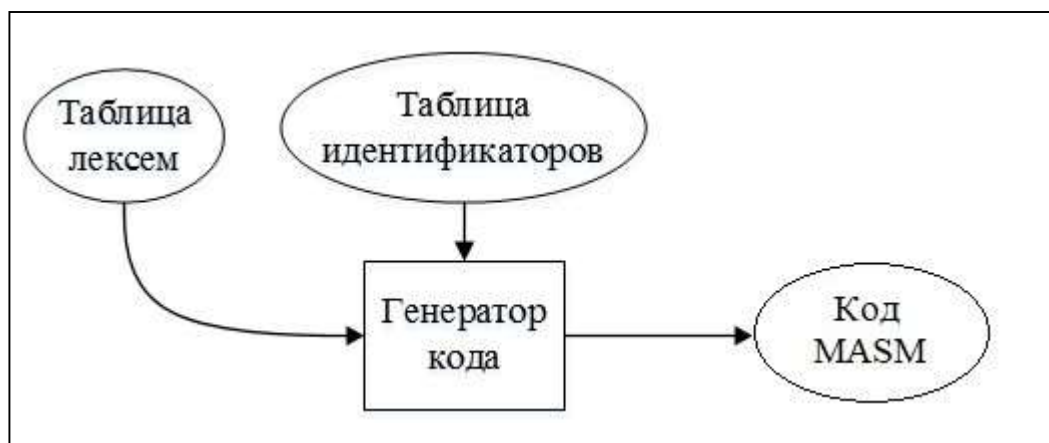 Таблица
лексем
Таблица
идентификаторов
Генератор
кода
Код
MASM